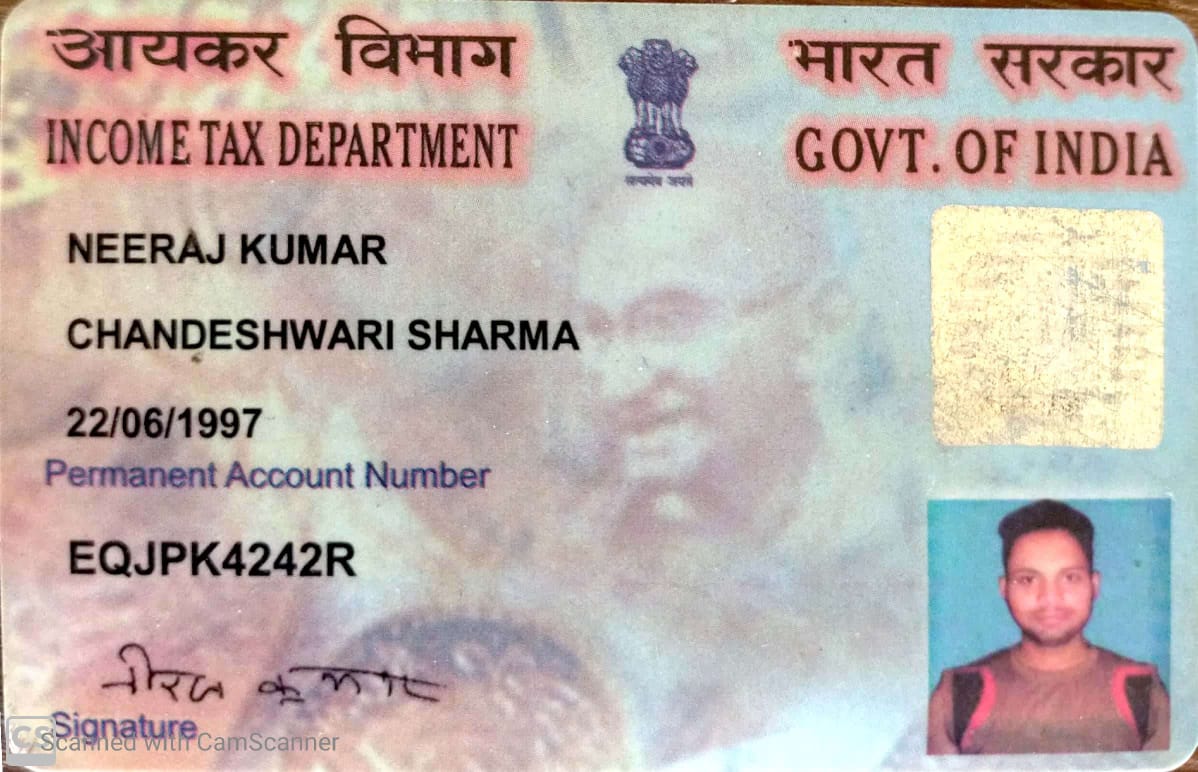 आयकर विभाग
भारत सरकार
INCOME TAX DEPARTMENT
GOVT. OF INDIA
सत्यमेव जयते
NEERAJ KUMAR
CHANDESHWARI SHARMA
22/06/1997
Permanent Account Number
EQJPK4242R
नीरज कुमार
Signature
CS
Scanned with CamScanner